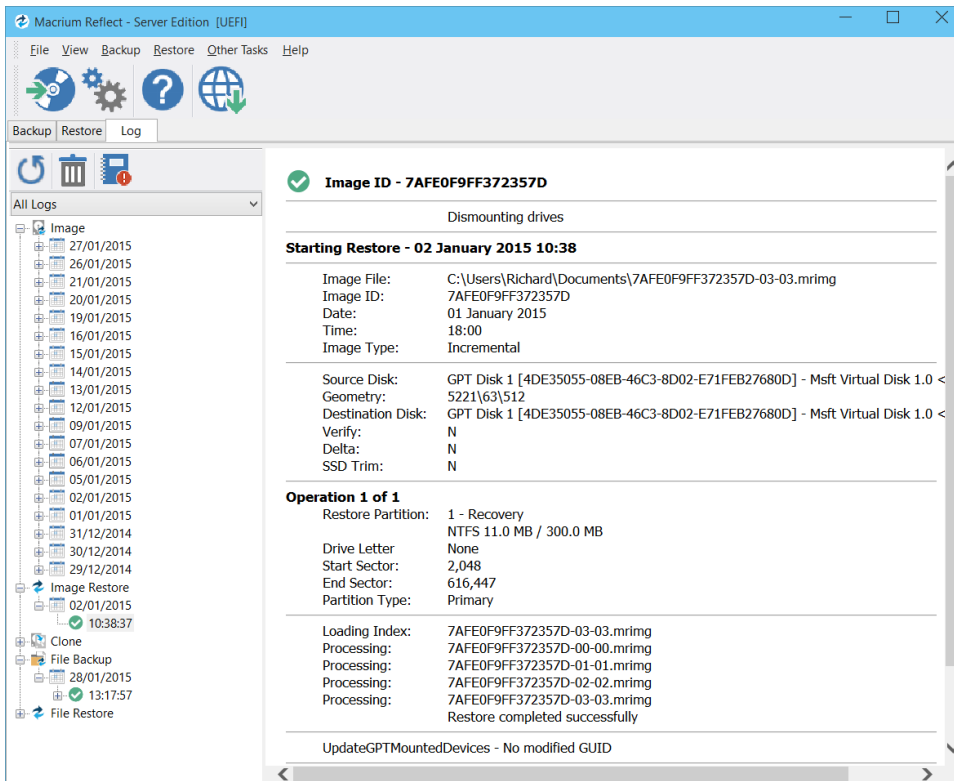 Macrium Reflect - Server Edition [UEFI]
File View Backup Restore Other Tasks Help
Backup Restore Log
All Logs
Image
27/01/2015
26/01/2015
21/01/2015
20/01/2015
19/01/2015
16/01/2015
15/01/2015
14/01/2015
13/01/2015
12/01/2015
09/01/2015
07/01/2015
06/01/2015
05/01/2015
02/01/2015
01/01/2015
31/12/2014
30/12/2014
29/12/2014
Image Restore
02/01/2015
10:38:37
Clone
File Backup
28/01/2015
13:17:57
File Restore
Image ID - 7AFE0F9FF372357D
Dismounting drives
Starting Restore - 02 January 2015 10:38
Image File: C:\Users\Richard\Documents\7AFE0F9FF372357D-03-03.mrimg
Image ID: 7AFE0F9FF372357D
Date: 01 January 2015
Time: 18:00
Image Type: Incremental
Source Disk: GPT Disk 1 [4DE35055-08EB-46C3-8D02-E71FEB27680D] - Msft Virtual Disk 1.0 <
Geometry: 5221\63\512
Destination Disk: GPT Disk 1 [4DE35055-08EB-46C3-8D02-E71FEB27680D] - Msft Virtual Disk 1.0 <
Verify: N
Delta: N
SSD Trim: N
Operation 1 of 1
Restore Partition: 1 - Recovery
NTFS 11.0 MB / 300.0 MB
Drive Letter None
Start Sector: 2,048
End Sector: 616,447
Partition Type: Primary
Loading Index: 7AFE0F9FF372357D-03-03.mrimg
Processing: 7AFE0F9FF372357D-00-00.mrimg
Processing: 7AFE0F9FF372357D-01-01.mrimg
Processing: 7AFE0F9FF372357D-02-02.mrimg
Processing: 7AFE0F9FF372357D-03-03.mrimg
Restore completed successfully
UpdateGPTMountedDevices - No modified GUID